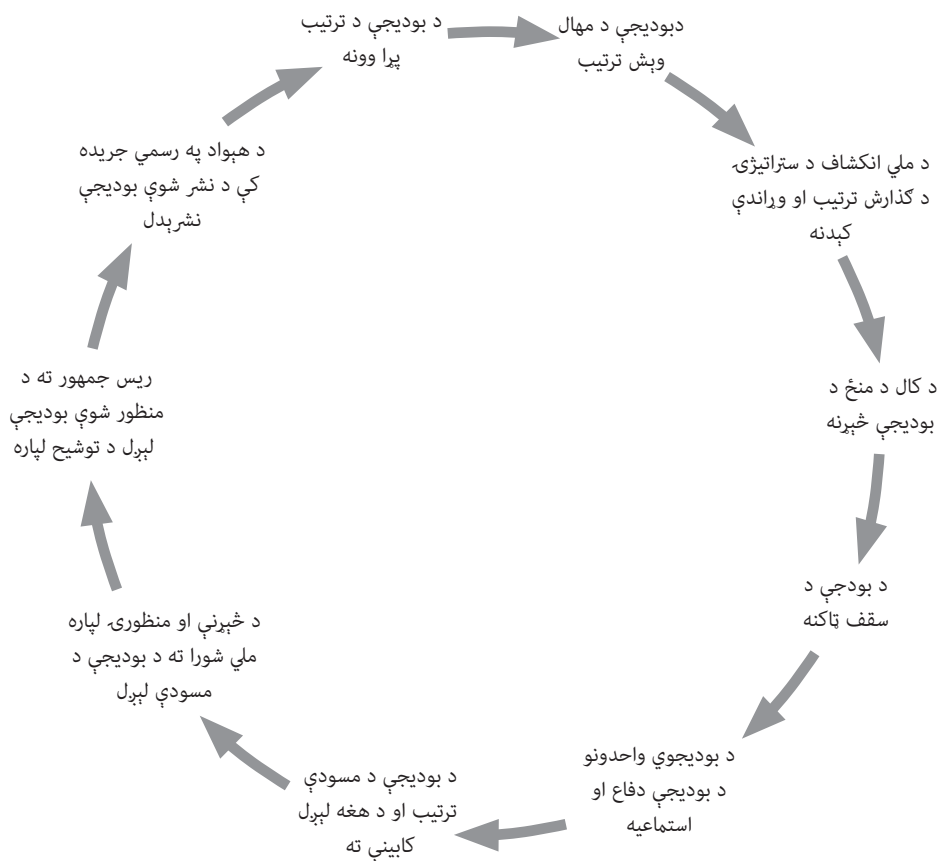 د بودیجې د ترتیب
پړا وونه
دبودیجې د مهال
وېش ترتیب
د ملي انکشاف د ستراتیژۍ
د ګذارش ترتیب او وړاندې
کېدنه
د کال د منځ د
بودیجې څېړنه
د بودجې د
سقف ټاکنه
د بودیجوي واحدونو
د بودیجې دفاع او
استماعیه
د بودیجې د مسودې
ترتیب او د هغه لېږل
کابینې ته
د څېړنې او منظورۍ لپاره
ملي شورا ته د بودیجې د
مسودې لېږل
ریس جمهور ته د
منظور شوې بودیجې
لېږل د توشیح لپاره
د هېواد په رسمي جریده
کې د نشر شوې بودیجې
نشرېدل